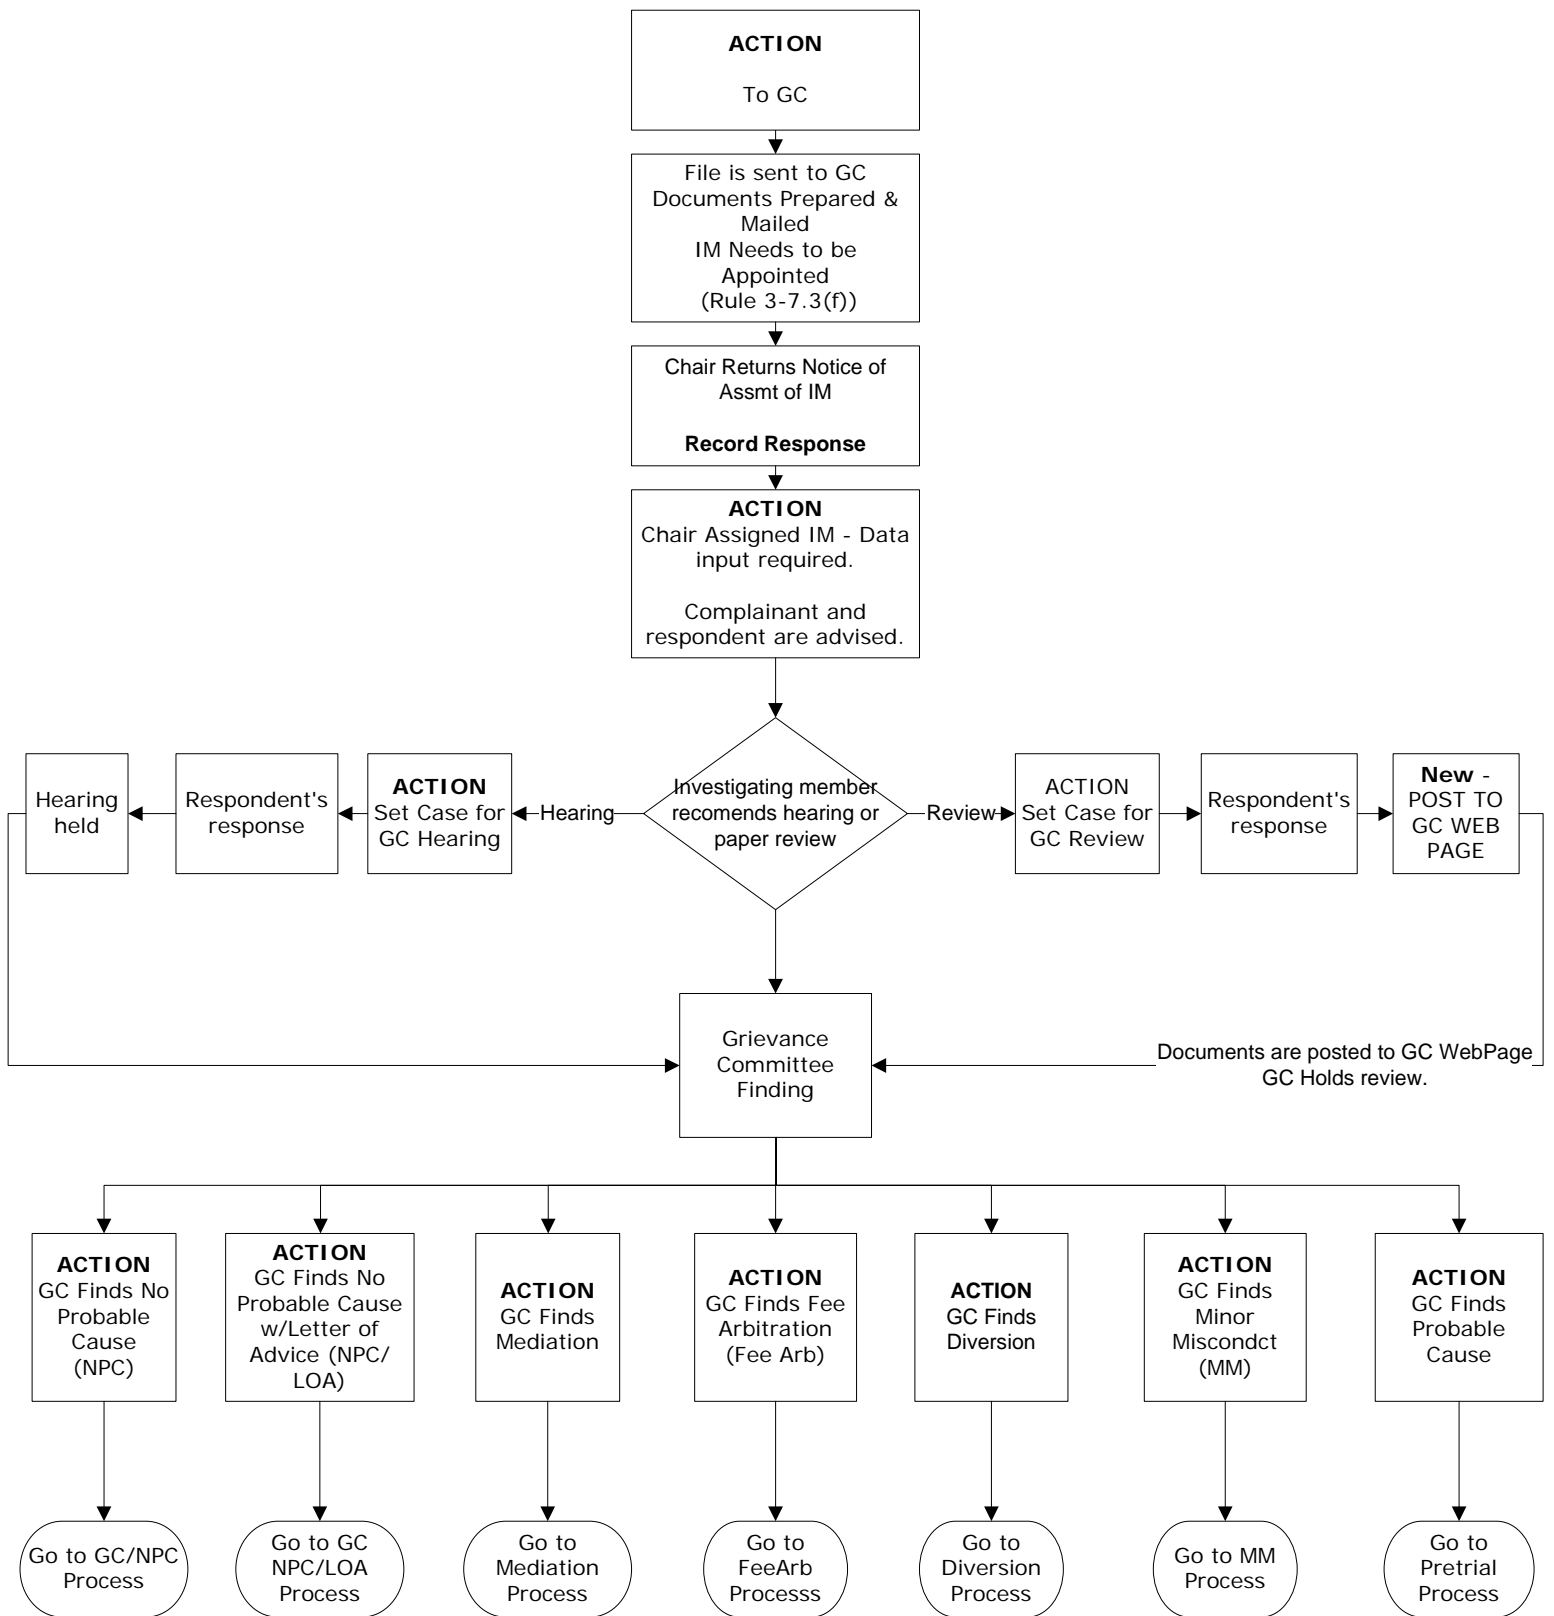 ACTION
To GC
File is sent to GC
Documents Prepared &
Mailed
IM Needs to be
Appointed
(Rule 3-7.3(f))
Chair Returns Notice of
Assmt of IM
Record Response
ACTION
Chair Assigned IM - Data
input required.
Complainant and
respondent are advised.
Hearing
held
Respondent's
response
ACTION
Set Case for
GC Hearing
Hearing
Investigating member
recomends hearing or
paper review
Review
ACTION
Set Case for
GC Review
Respondent's
response
New -
POST TO
GC WEB
PAGE
Grievance
Committee
Finding
Documents are posted to GC WebPage
GC Holds review.
ACTION
GC Finds No
Probable
Cause
(NPC)
ACTION
GC Finds No
Probable Cause
w/Letter of
Advice (NPC/
LOA)
ACTION
GC Finds
Mediation
ACTION
GC Finds Fee
Arbitration
(Fee Arb)
ACTION
GC Finds
Diversion
ACTION
GC Finds
Minor
Miscondct
(MM)
ACTION
GC Finds
Probable
Cause
Go to GC/NPC
Process
Go to GC
NPC/LOA
Process
Go to
Mediation
Process
Go to
FeeArb
Processs
Go to
Diversion
Process
Go to MM
Process
Go to
Pretrial
Process